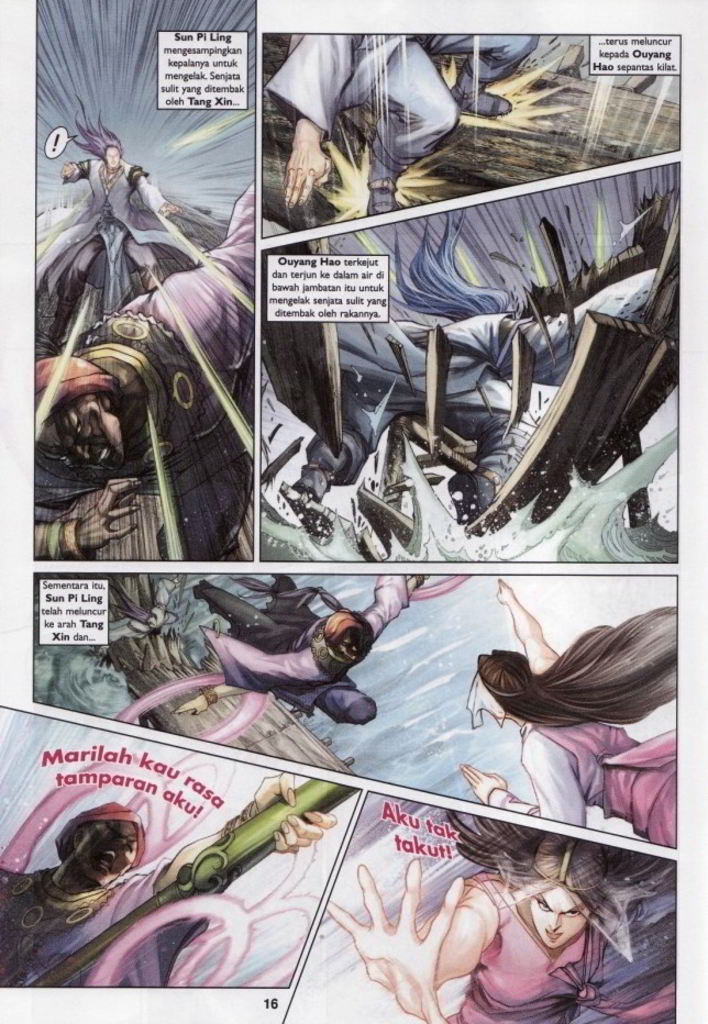 Sun Pi Ling
mengesampingkan
kepalanya untuk
mengelak. Senjata
sulit yang ditembak
oleh Tang Xin...
!
...terus meluncur
kepada Ouyang
Hao sepantas kilat.
Ouyang Hao terkejut
dan terjun ke dalam air di
bawah jambatan itu untuk
mengelak senjata sulit yang
ditembak oleh rakannya.
Sementara itu,
Sun Pi Ling
telah meluncur
ke arah Tang
Xin dan...
Marilah kau rasa
tamparan aku!
Aku tak
takut!
16